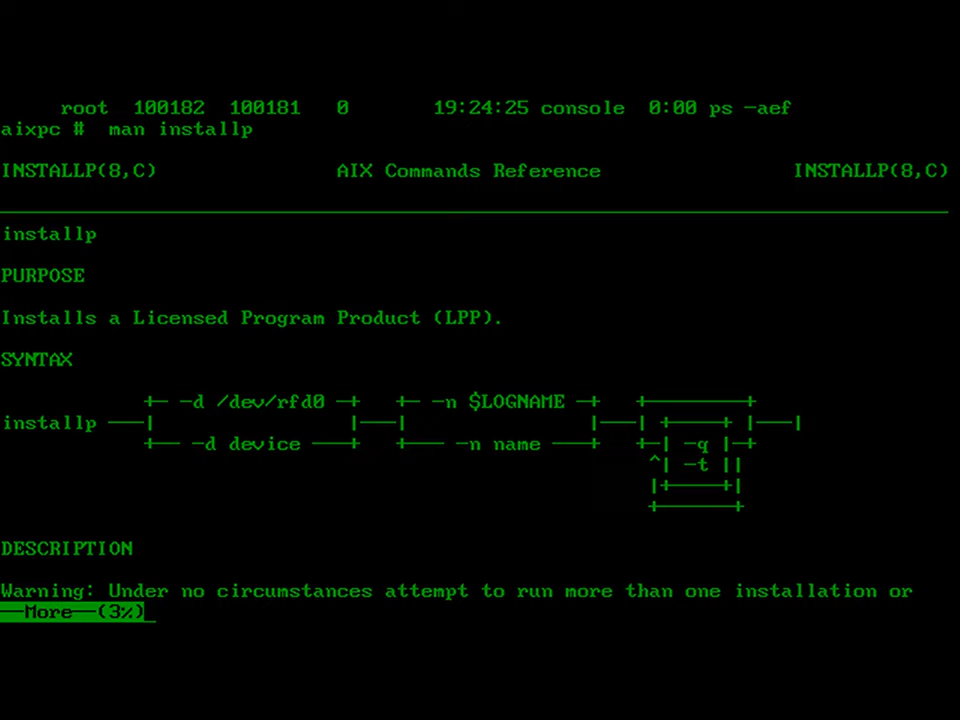 root 100182 100181 0 19:24:25 console 0:00 ps -aef
aixpc # man installp
INSTALLP(8,C) AIX Commands Reference INSTALLP(8,C)
installp
PURPOSE
Installs a Licensed Program Product (LPP).
SYNTAX
-d /dev/rfd0 -n $LOGNAME
installp
-d device -n name -q
-t
DESCRIPTION
Warning: Under no circumstances attempt to run more than one installation or
--More--(3%)